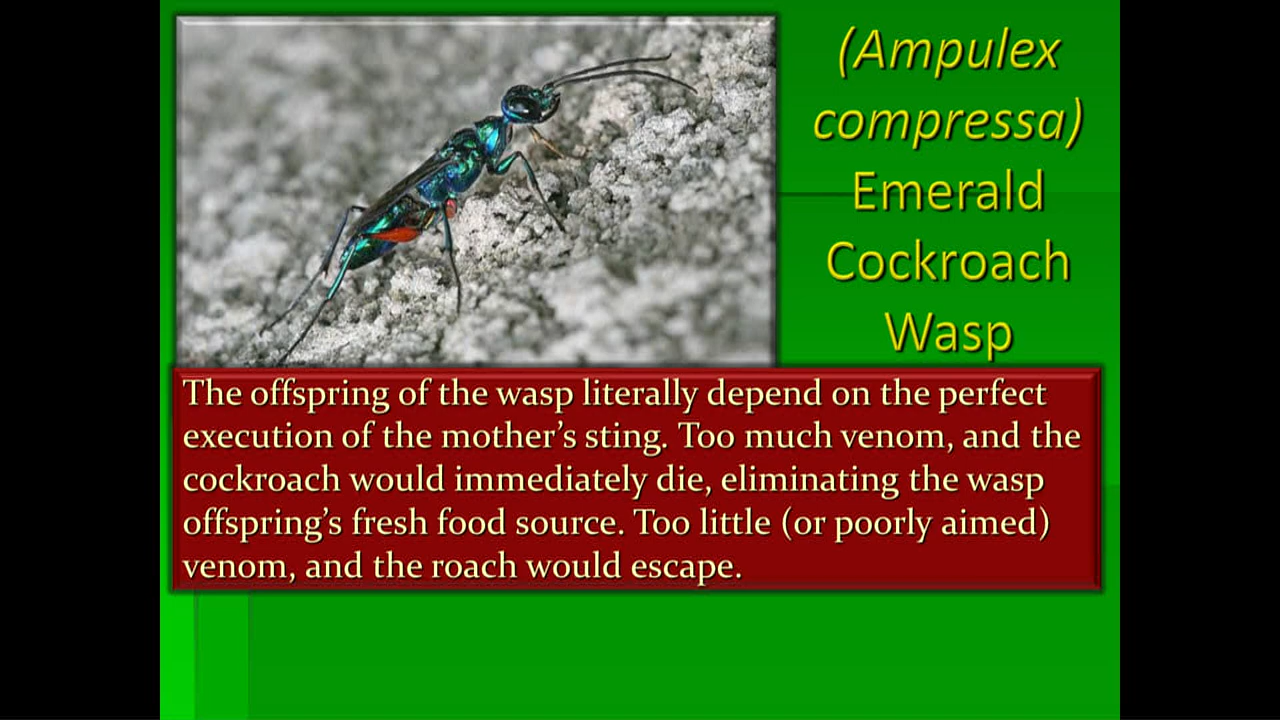 (Ampulex
compressa)
Emerald
Cockroach
Wasp
The offspring of the wasp literally depend on the perfect
execution of the mother’s sting. Too much venom, and the
cockroach would immediately die, eliminating the wasp
offspring’s fresh food source. Too little (or poorly aimed)
venom, and the roach would escape.